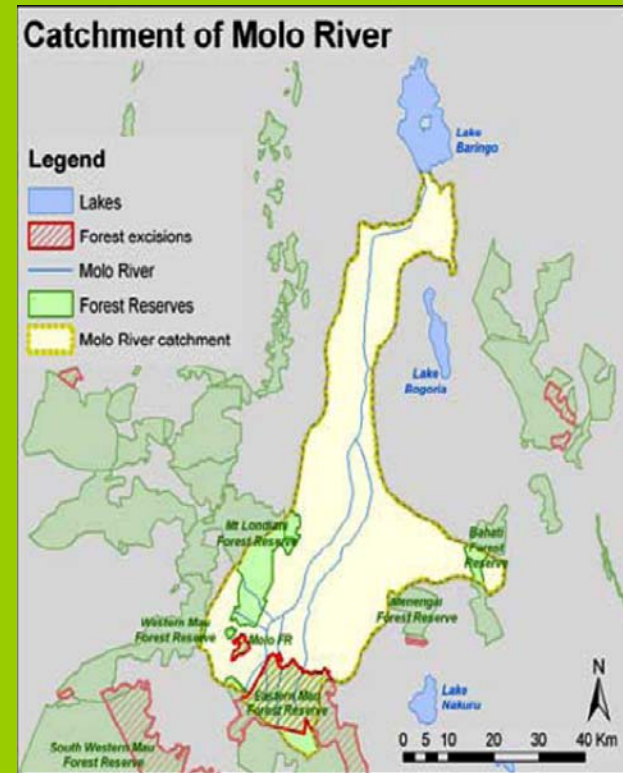 Catchment of Molo River
Lake
Baringo
Legend
Lakes
Forest excisions
Molo River
Forest Reserves
Molo River catchment
Lake
Bogoria
Mt Londiani
Forest Reserve
Bahati
Forest
Reserve
Menengai
Forest Reserve
Western Mau
Forest Reserve
Molo FR
Eastern Mau
Forest Reserve
Lake
Nakuru
N
South Western Mau
Forest Reserve
0 5 10 20 30 40 Km